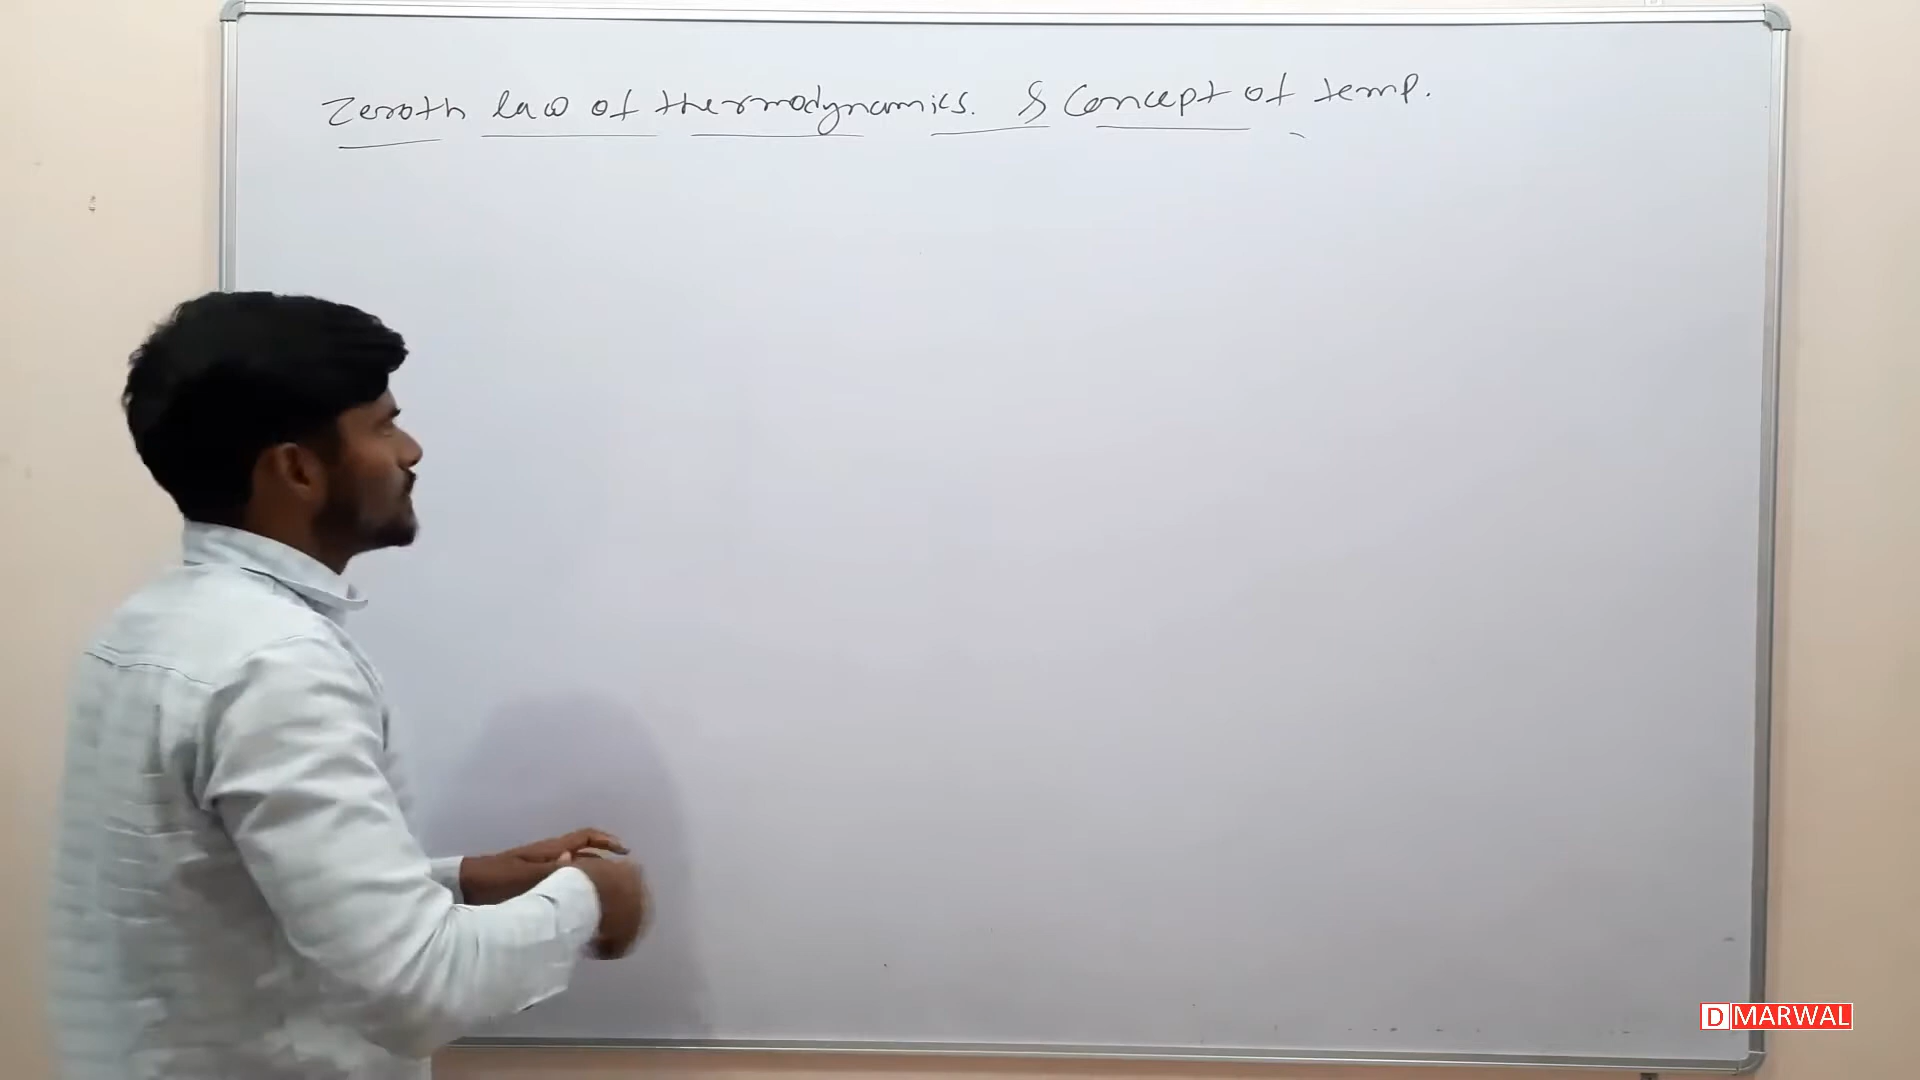 Zeroth law of thermodynamics. & Concept of temp.
D MARWAL